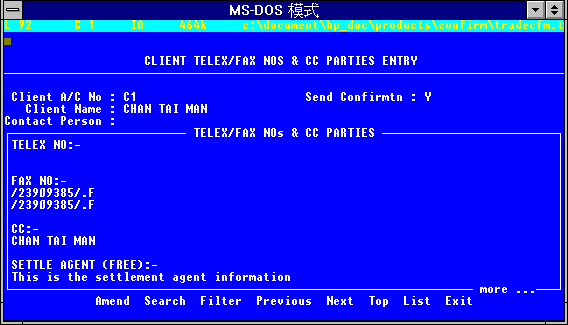 MS-DOS 模式
L 92 C 1 IA 464k c:\document\hp_doc\products\confirm\tradecfm.t
CLIENT TELEX/FAX NOS & CC PARTIES ENTRY
Client A/C No : C1 Send Confirmtn : Y
Client Name : CHAN TAI MAN
Contact Person :
TELEX/FAX NOs & CC PARTIES
TELEX NO:-
FAX NO:-
/23909385/.F
/23909385/.F
CC:-
CHAN TAI MAN
SETTLE AGENT (FREE):-
This is the settlement agent information
more ...
Amend Search Filter Previous Next Top List Exit